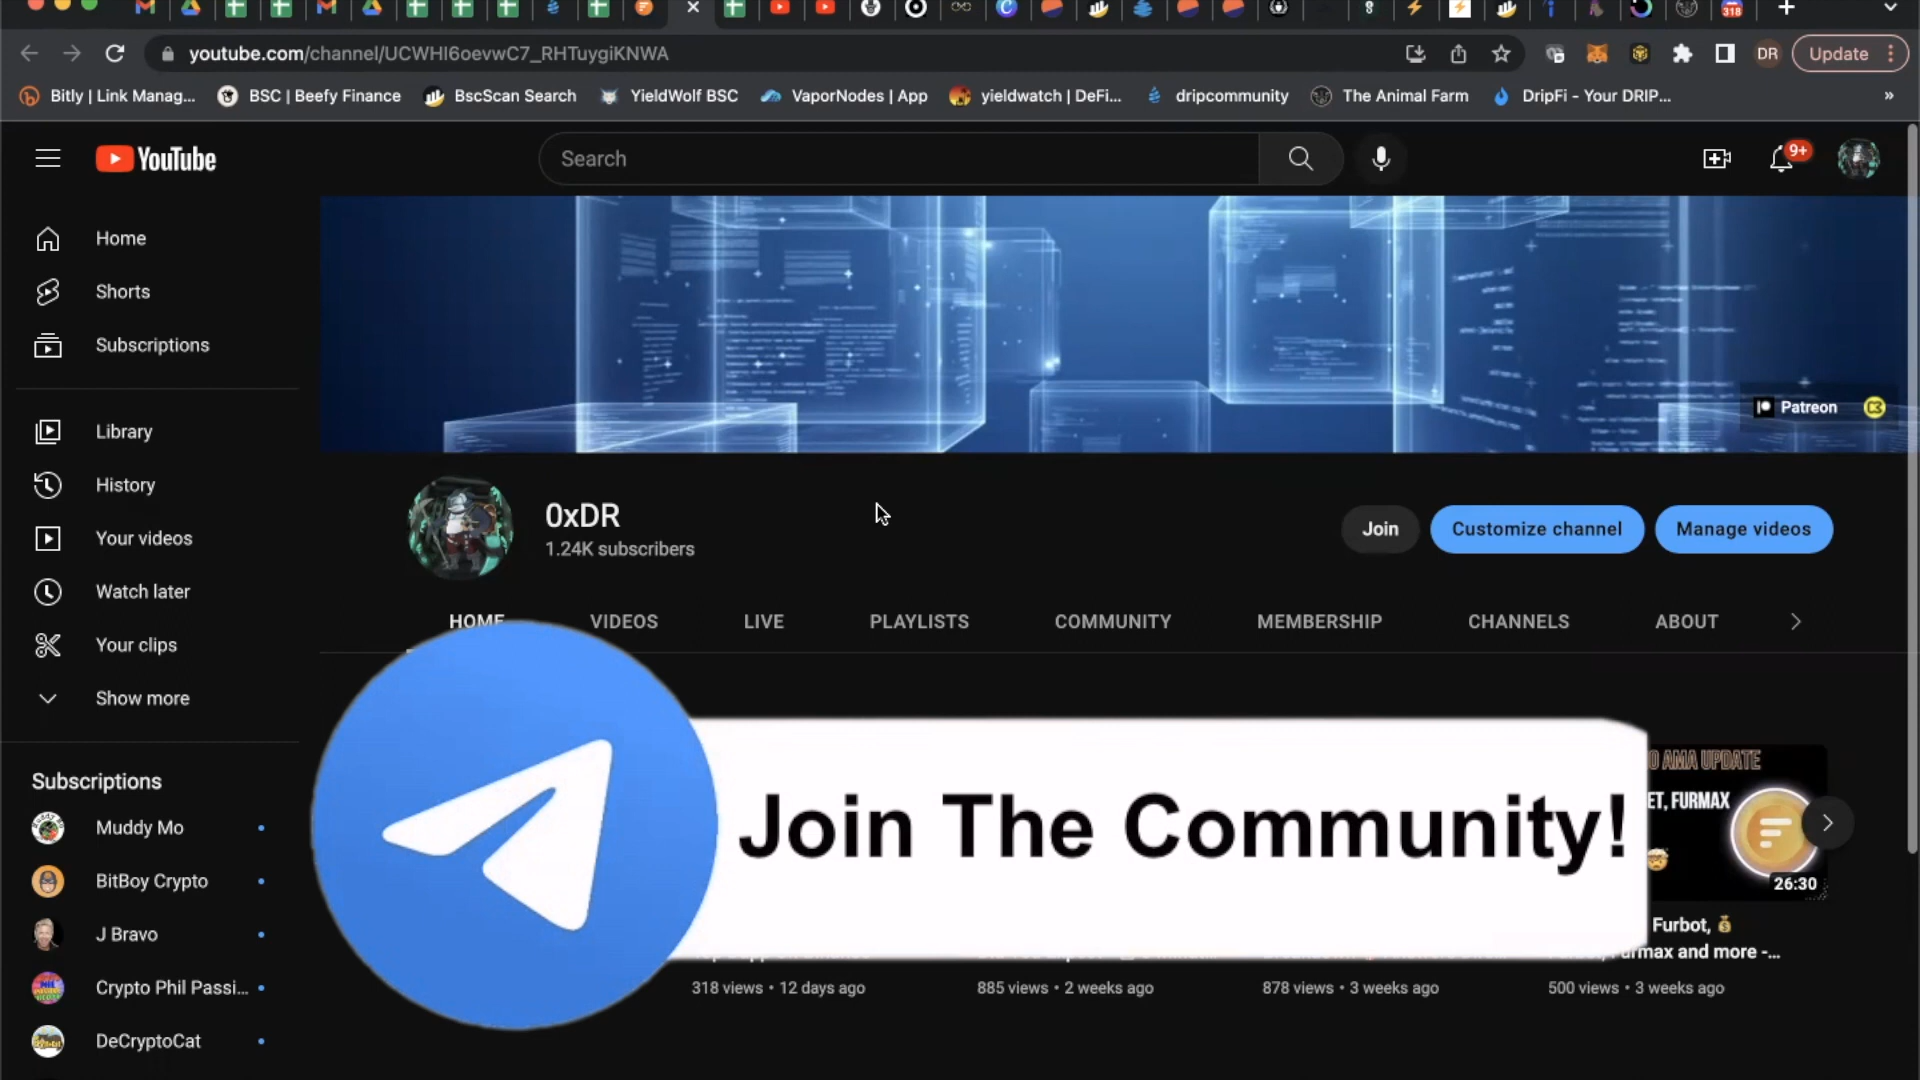 318
youtube.com/channel/UCWHI6oevwC7_RHTuygiKNWA
DR
Update
Bitly | Link Manag...
BSC | Beefy Finance
BscScan Search
YieldWolf BSC
VaporNodes | App
yieldwatch | DeFi...
dripcommunity
The Animal Farm
DripFi - Your DRIP...
»
YouTube
Search
9+
Home
Shorts
Subscriptions
Library
History
Your videos
Watch later
Your clips
Show more
Subscriptions
Muddy Mo
BitBoy Crypto
J Bravo
Crypto Phil Passi...
DeCryptoCat
Patreon
0xDR
1.24K subscribers
Join
Customize channel
Manage videos
HOME
VIDEOS
LIVE
PLAYLISTS
COMMUNITY
MEMBERSHIP
CHANNELS
ABOUT
Join The Community!
AMA UPDATE
ET, FURMAX
26:30
Furbot, 💰
and more -...
318 views • 12 days ago
885 views • 2 weeks ago
878 views • 3 weeks ago
500 views • 3 weeks ago